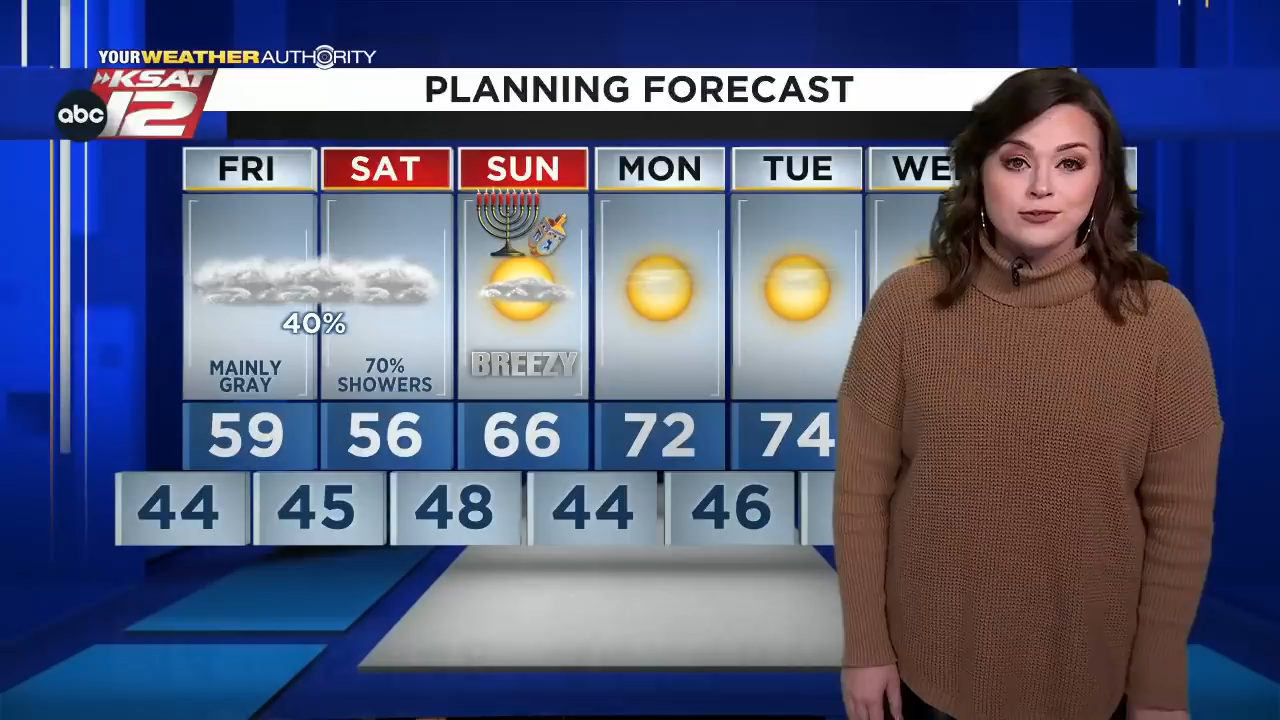 YOURWEATHERAUTHORITY
KSAT
abc 12
PLANNING FORECAST
FRI SAT SUN MON TUE WE
40%
BREEZY
MAINLY GRAY
70% SHOWERS
59 56 66 72 74
44 45 48 44 46